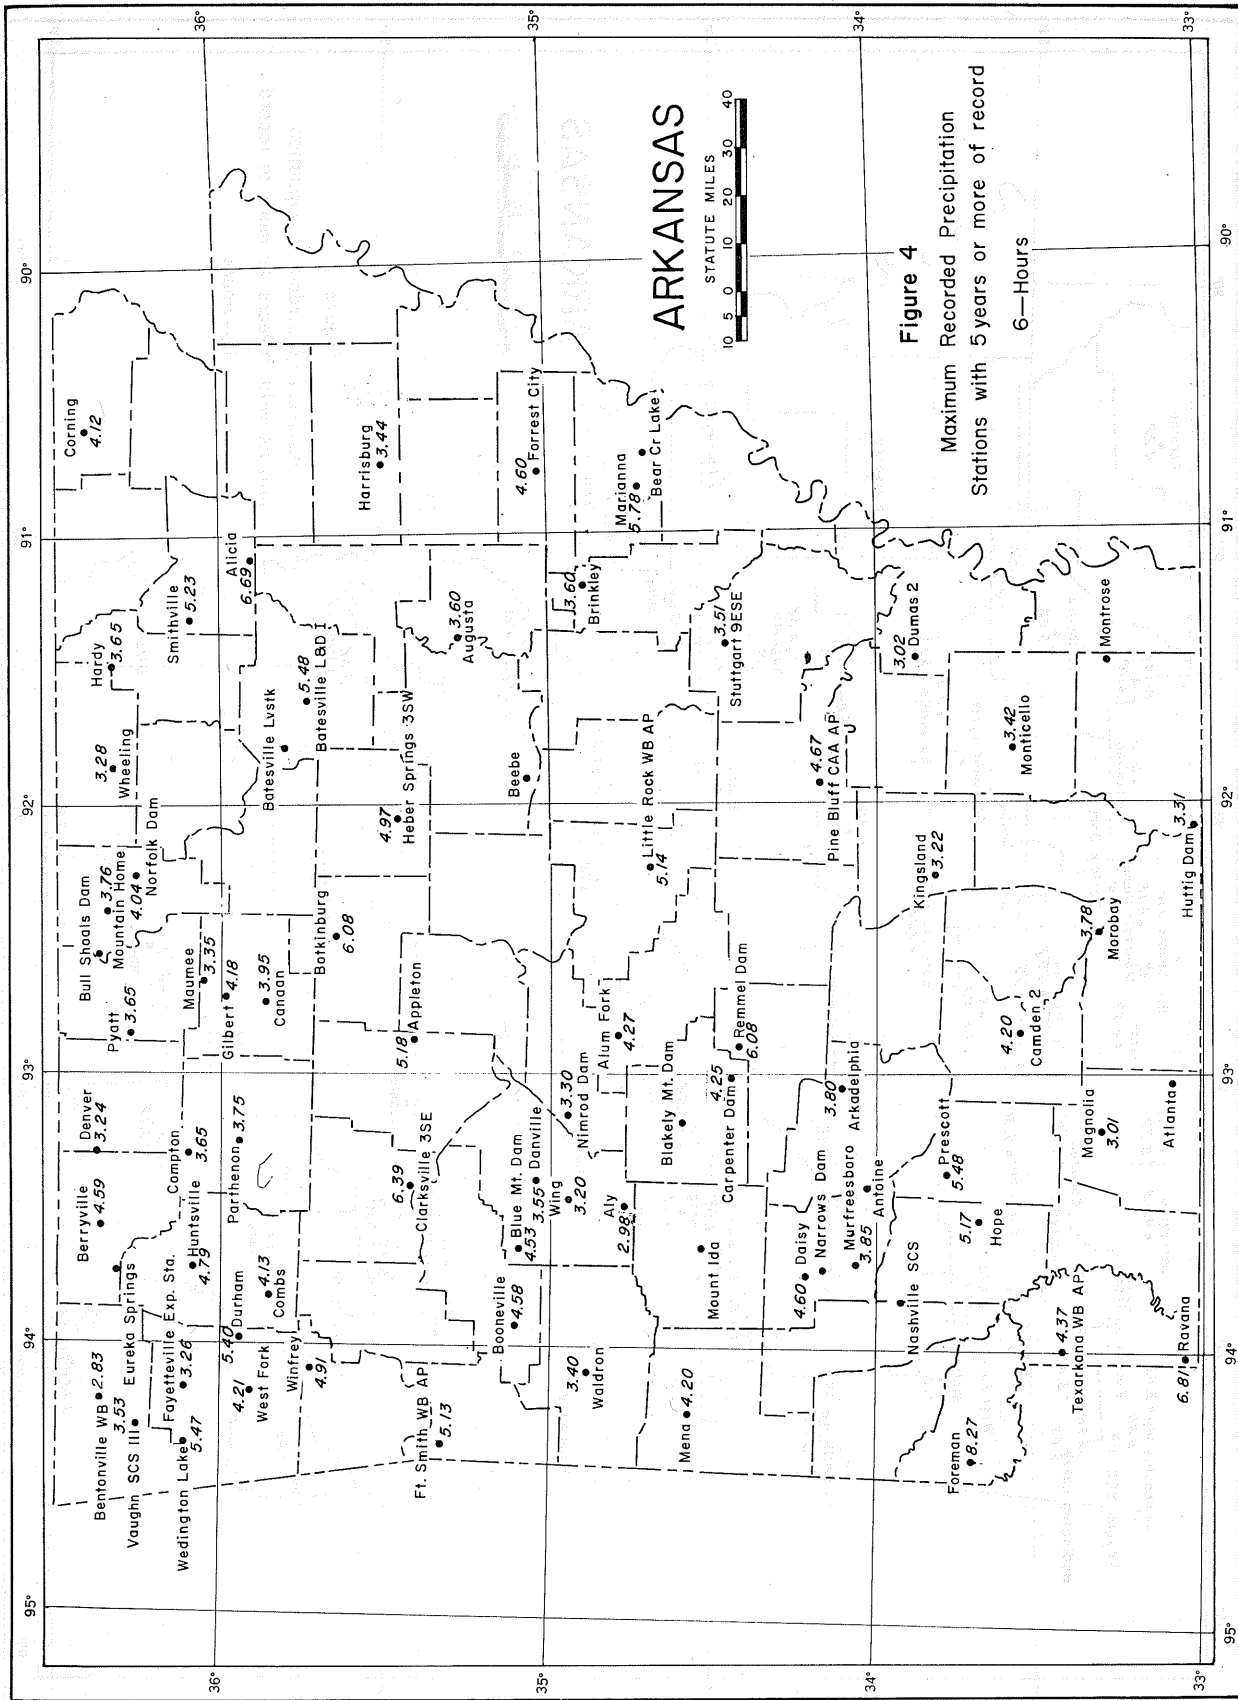 ARKANSAS
STATUTE MILES
10 5 0 10 20 30 40
Figure 4
Maximum Recorded Precipitation
Stations with 5 years or more of record
6—Hours
95°
94°
93°
92°
91°
90°
36°
35°
34°
33°
36°
35°
34°
33°
95°
94°
93°
92°
91°
90°
Bentonville WB 2.83
3.53
Vaughn SCS III
Eureka Springs
Wedington Lake
5.47
Fayetteville Exp. Sta.
3.26
Berryville
4.59
Huntsville
4.79
Denver
3.24
Compton
3.65
Parthenon
3.75
Pyatt
3.65
Bull Shoals Dam
3.76
Mountain Home
4.04
Norfolk Dam
Maumee
3.35
Gilbert
4.18
3.95
Canaan
3.28
Wheeling
Hardy
3.65
Smithville
5.23
Corning
4.12
Alicia
6.69
4.21
West Fork
5.40
Durham
4.13
Combs
Winfrey
4.91
Batesville Lvstk
5.48
Batesville L&D I
Botkinburg
6.08
Harrisburg
3.44
Ft. Smith WB AP
5.13
6.39
Clarksville 3SE
5.18
Appleton
4.97
Heber Springs 3SW
3.60
Augusta
Booneville
4.58
Blue Mt. Dam
4.53
Danville
3.55
Wing
3.20
3.30
Nimrod Dam
Beebe
4.60
Forrest City
3.40
Waldron
Aly
2.98
Alum Fork
4.27
3.60
Brinkley
Marianna
5.78
Bear Cr Lake
Mena
4.20
Mount Ida
Blakely Mt. Dam
4.25
Carpenter Dam
Remmel Dam
6.08
Little Rock WB AP
5.14
3.51
Stuttgart 9ESE
4.60
Daisy
Narrows Dam
Murfreesboro
3.85
Antoine
3.80
Arkadelphia
4.67
Pine Bluff CAA AP
3.02
Dumas 2
Nashville SCS
Prescott
5.48
Kingsland
3.22
Foreman
8.27
5.17
Hope
4.20
Camden 2
3.42
Monticello
Texarkana WB AP
4.37
Magnolia
3.01
3.78
Morobay
Montrose
6.81
Ravana
Atlanta
Huttig Dam
3.31